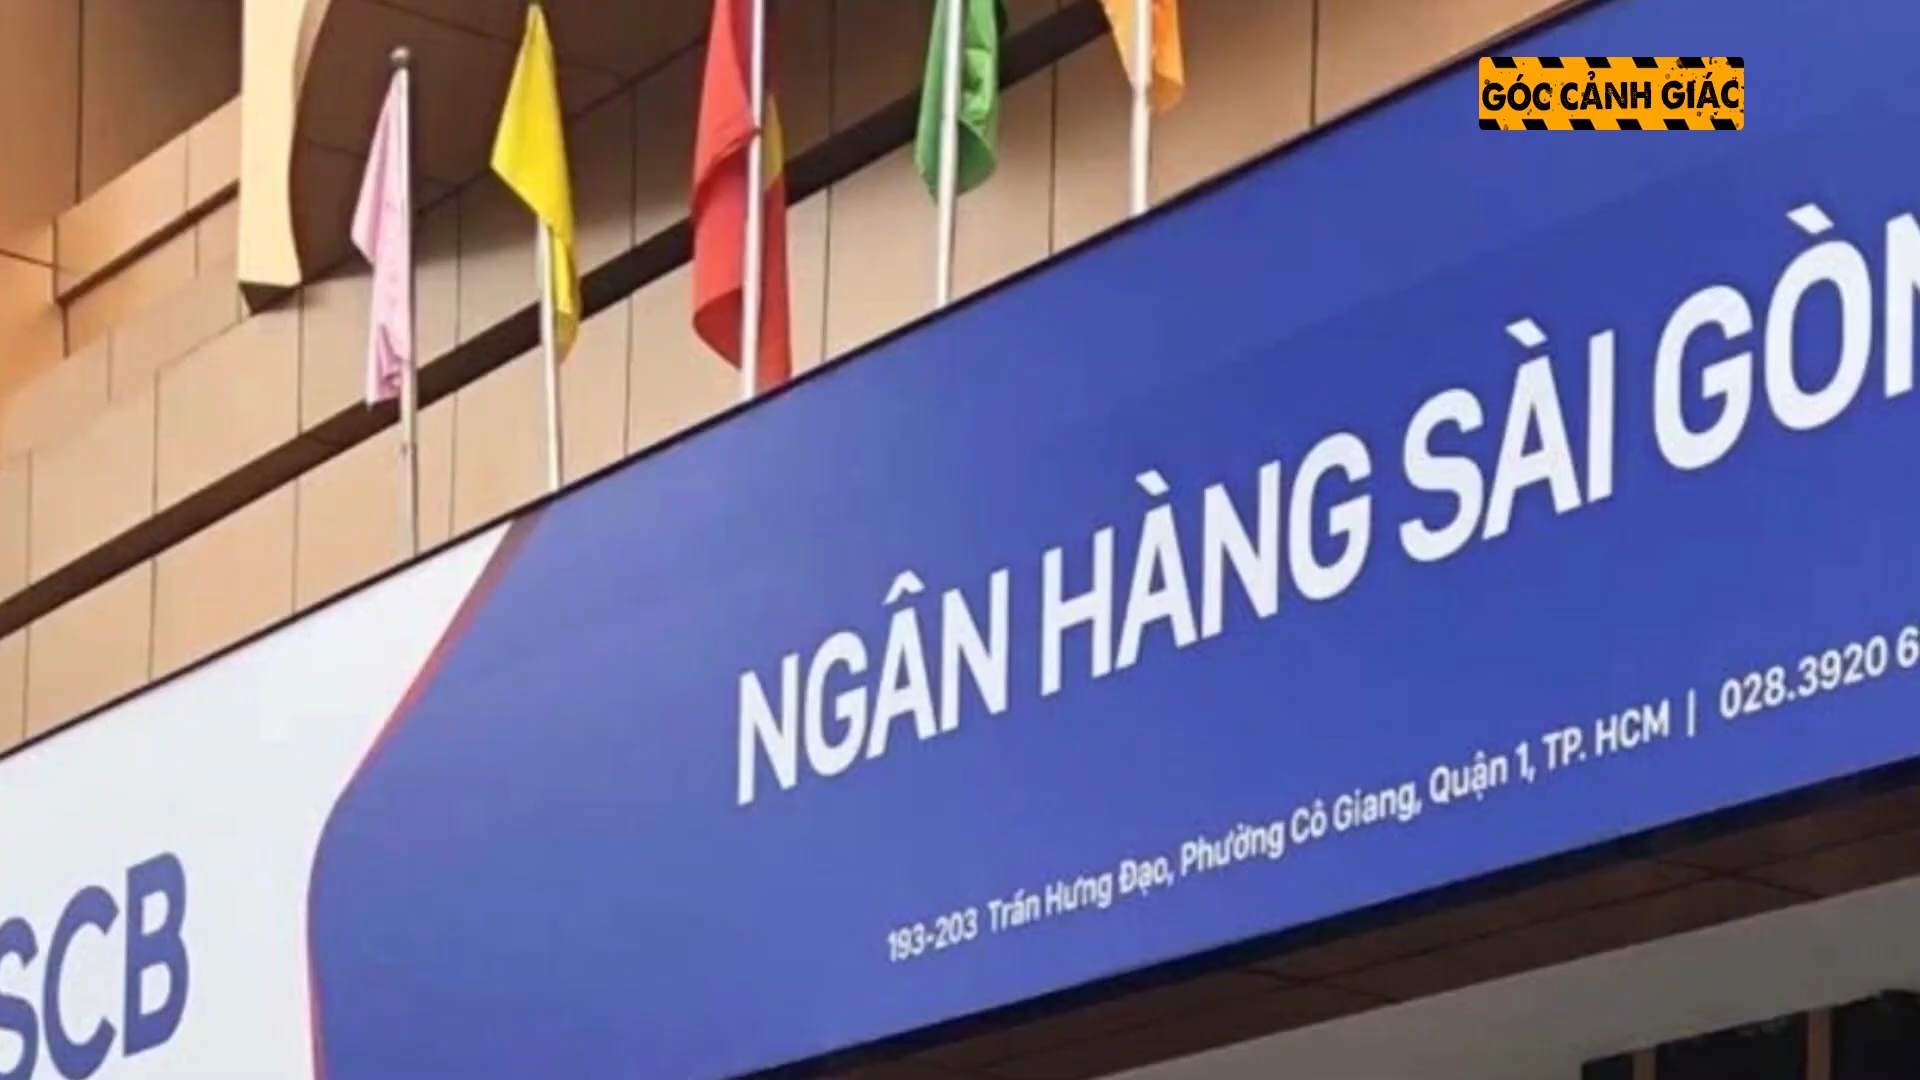 GÓC CẢNH GIÁC
NGÂN HÀNG SÀI GÒN
193-203 Trần Hưng Đạo, Phường Cô Giang, Quận 1, TP. HCM | 028.3920 6
SCB